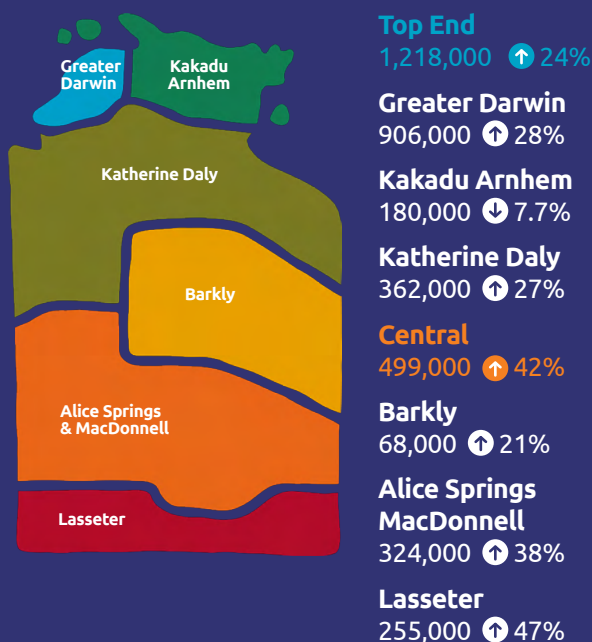 Greater
Darwin
Kakadu
Arnhem
Katherine Daly
Barkly
Alice Springs
& MacDonnell
Lasseter
Top End
1,218,000 ↑ 24%
Greater Darwin
906,000 ↑ 28%
Kakadu Arnhem
180,000 ↓ 7.7%
Katherine Daly
362,000 ↑ 27%
Central
499,000 ↑ 42%
Barkly
68,000 ↑ 21%
Alice Springs
MacDonnell
324,000 ↑ 38%
Lasseter
255,000 ↑ 47%